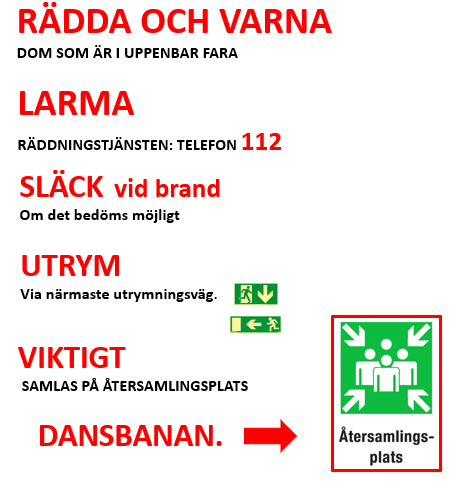 RÄDDA OCH VARNA
DOM SOM ÄR I UPPENBAR FARA
LARMA
RÄDDNINGSTJÄNSTEN: TELEFON 112
SLÄCK vid brand
Om det bedöms möjligt
UTRYM
Via närmaste utrymningsväg.
VIKTIGT
SAMLAS PÅ ÅTERSAMLINGSPLATS
DANSBANAN.
Återsamlings-
plats